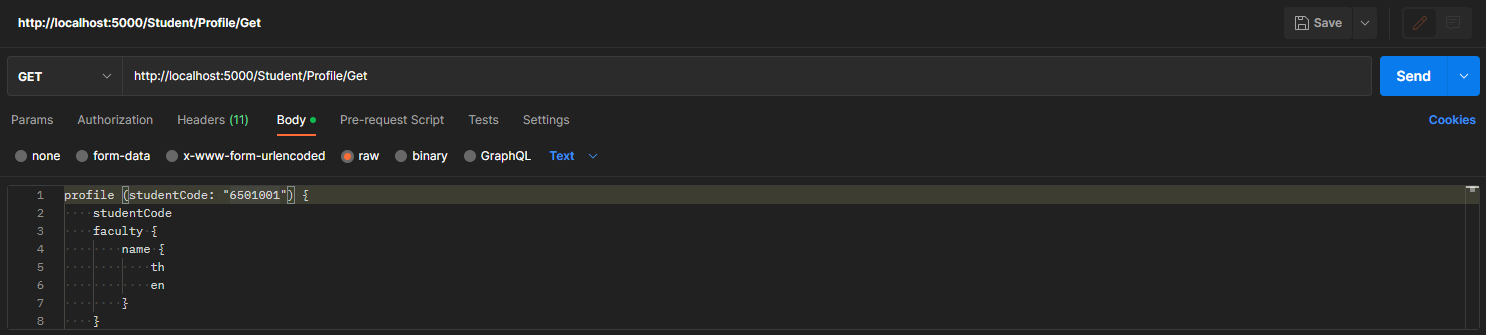 http://localhost:5000/Student/Profile/Get
Save
GET
http://localhost:5000/Student/Profile/Get
Send
Params Authorization Headers (11) Body Pre-request Script Tests Settings Cookies
none form-data x-www-form-urlencoded raw binary GraphQL Text
1 profile (studentCode: "6501001") {
2 studentCode
3 faculty {
4 name {
5 th
6 en
7 }
8 }